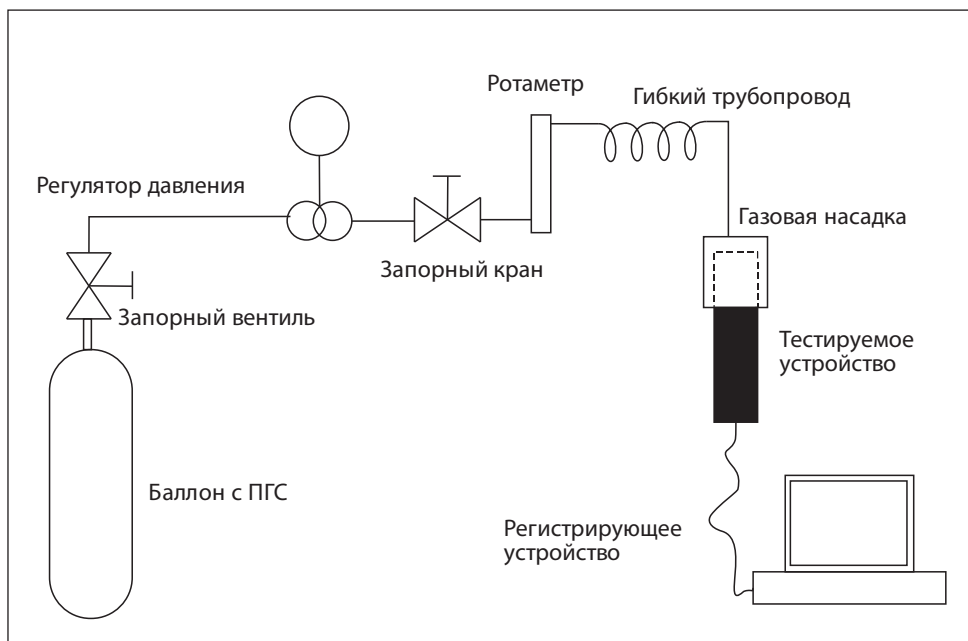 Ротаметр
Гибкий трубопровод
Регулятор давления
Газовая насадка
Запорный кран
Запорный вентиль
Тестируемое
устройство
Баллон с ПГС
Регистрирующее
устройство